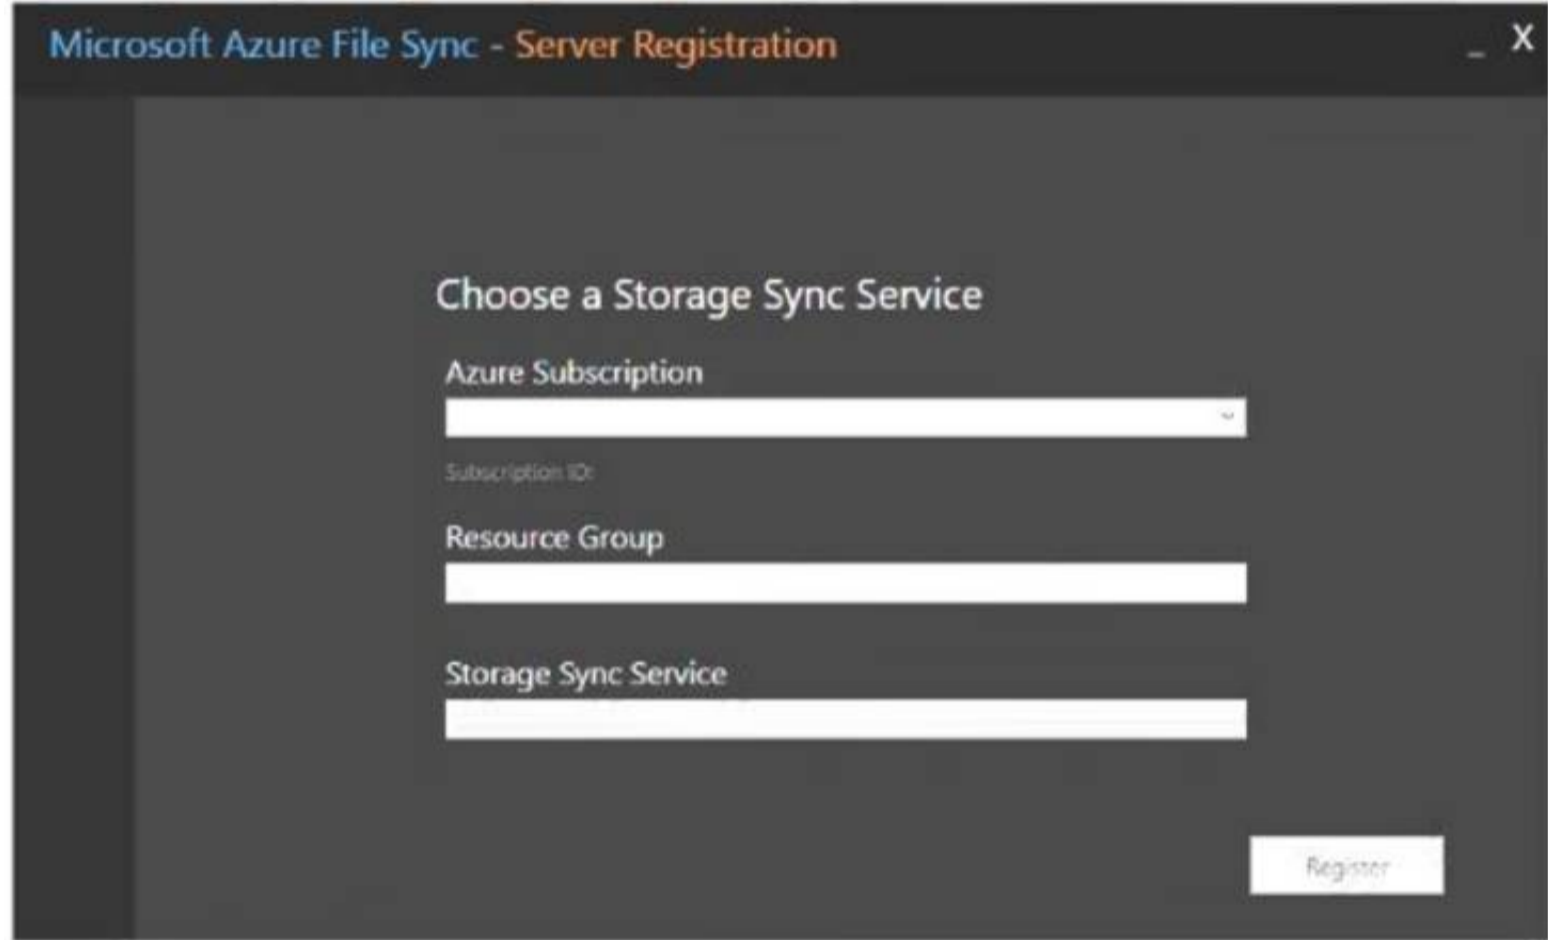 Microsoft Azure File Sync - Server Registration
_ X
Choose a Storage Sync Service
Azure Subscription
Subscription ID:
Resource Group
Storage Sync Service
Register